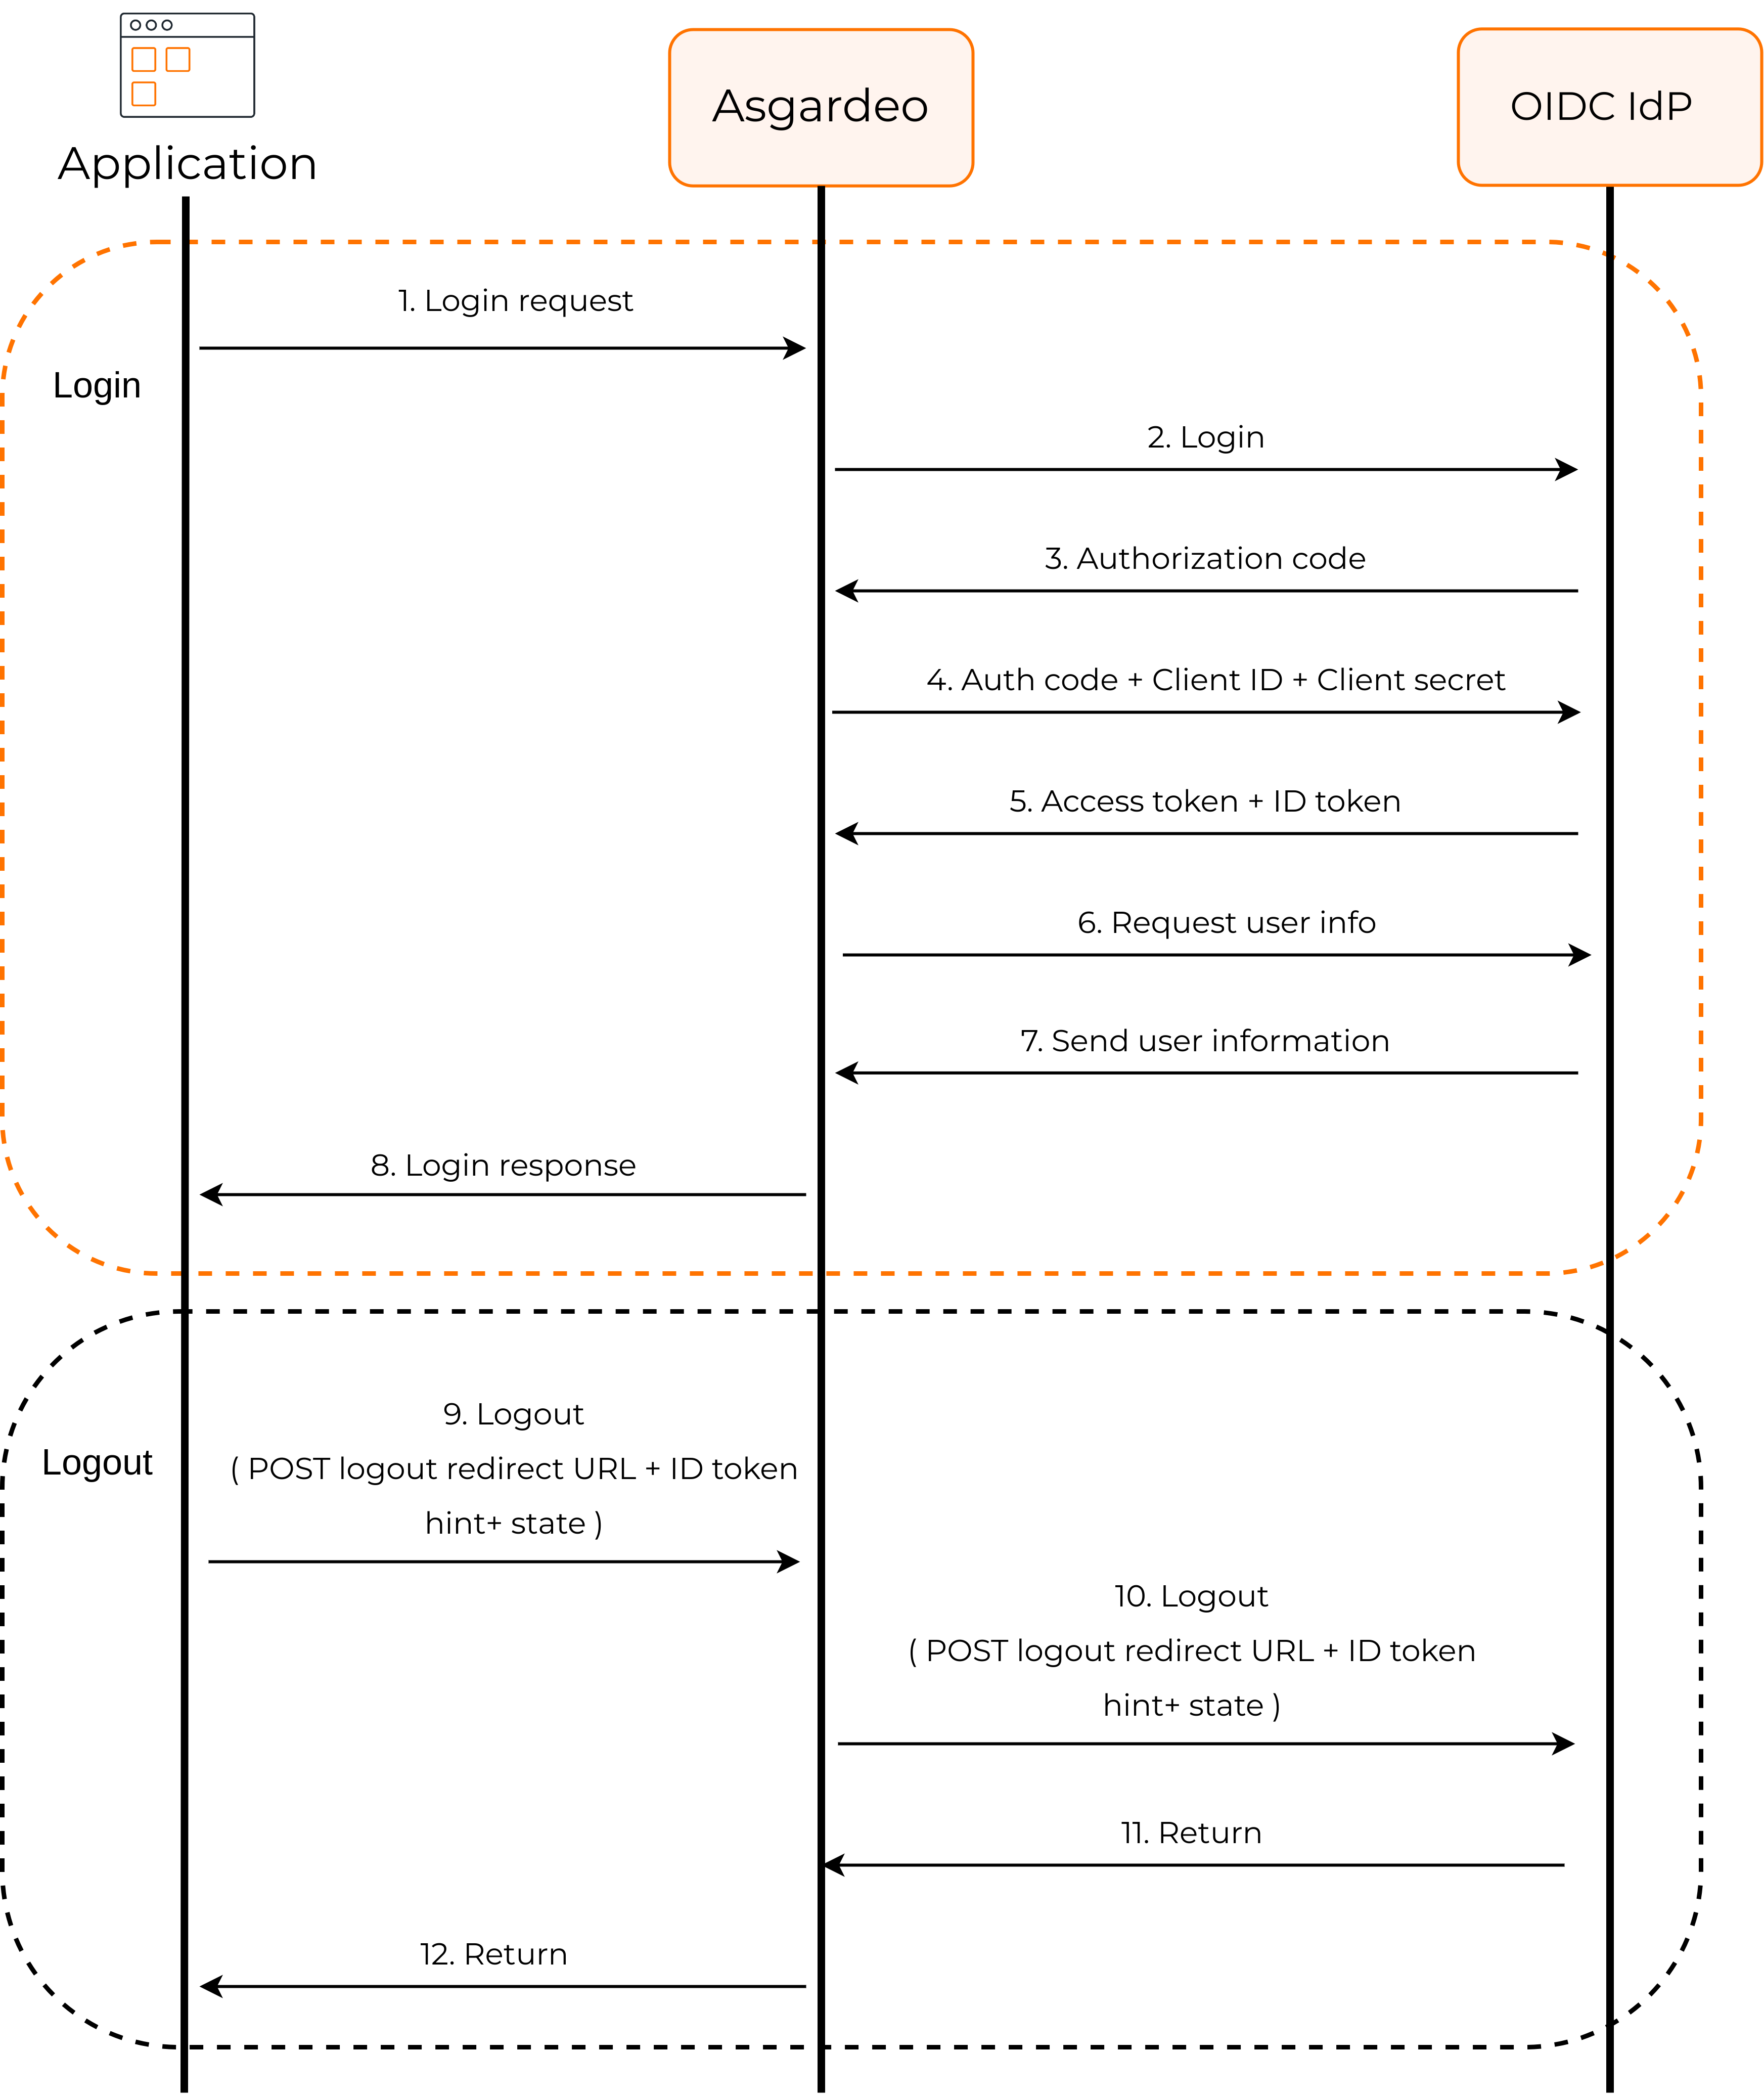 Application
Asgardeo
OIDC IdP
1. Login request
Login
2. Login
3. Authorization code
4. Auth code + Client ID + Client secret
5. Access token + ID token
6. Request user info
7. Send user information
8. Login response
9. Logout
( POST logout redirect URL + ID token
hint+ state )
Logout
10. Logout
( POST logout redirect URL + ID token
hint+ state )
11. Return
12. Return